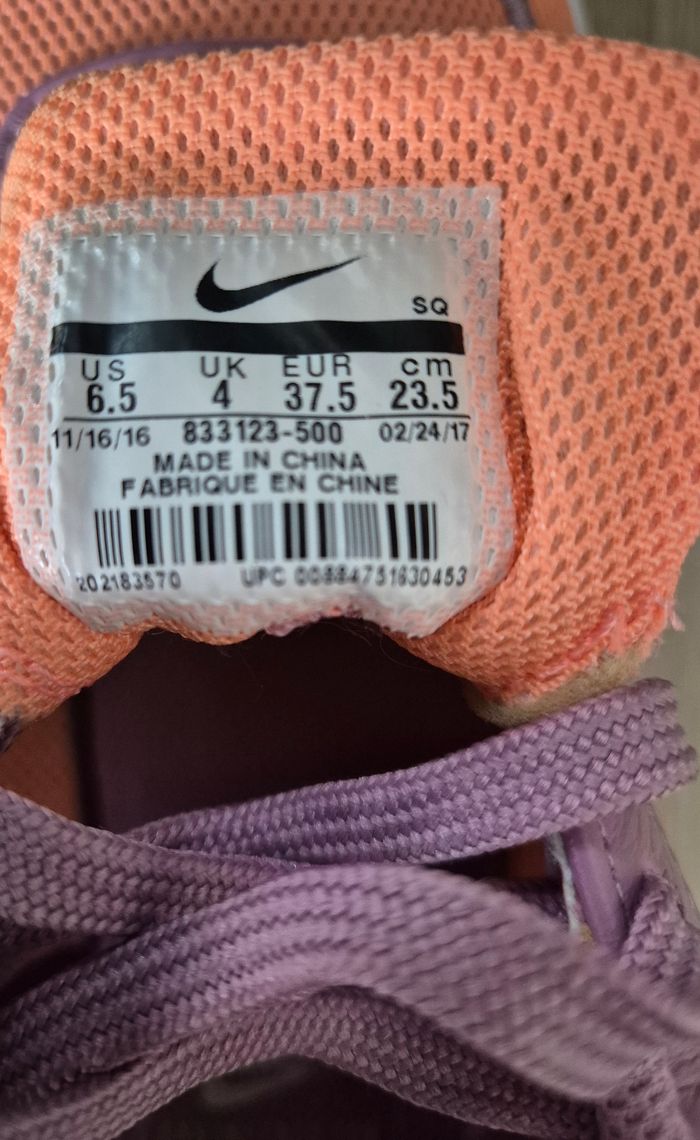 SQ
US UK EUR cm
6.5 4 37.5 23.5
11/16/16 833123-500 02/24/17
MADE IN CHINA
FABRIQUE EN CHINE
202183570 UPC 00884751630453